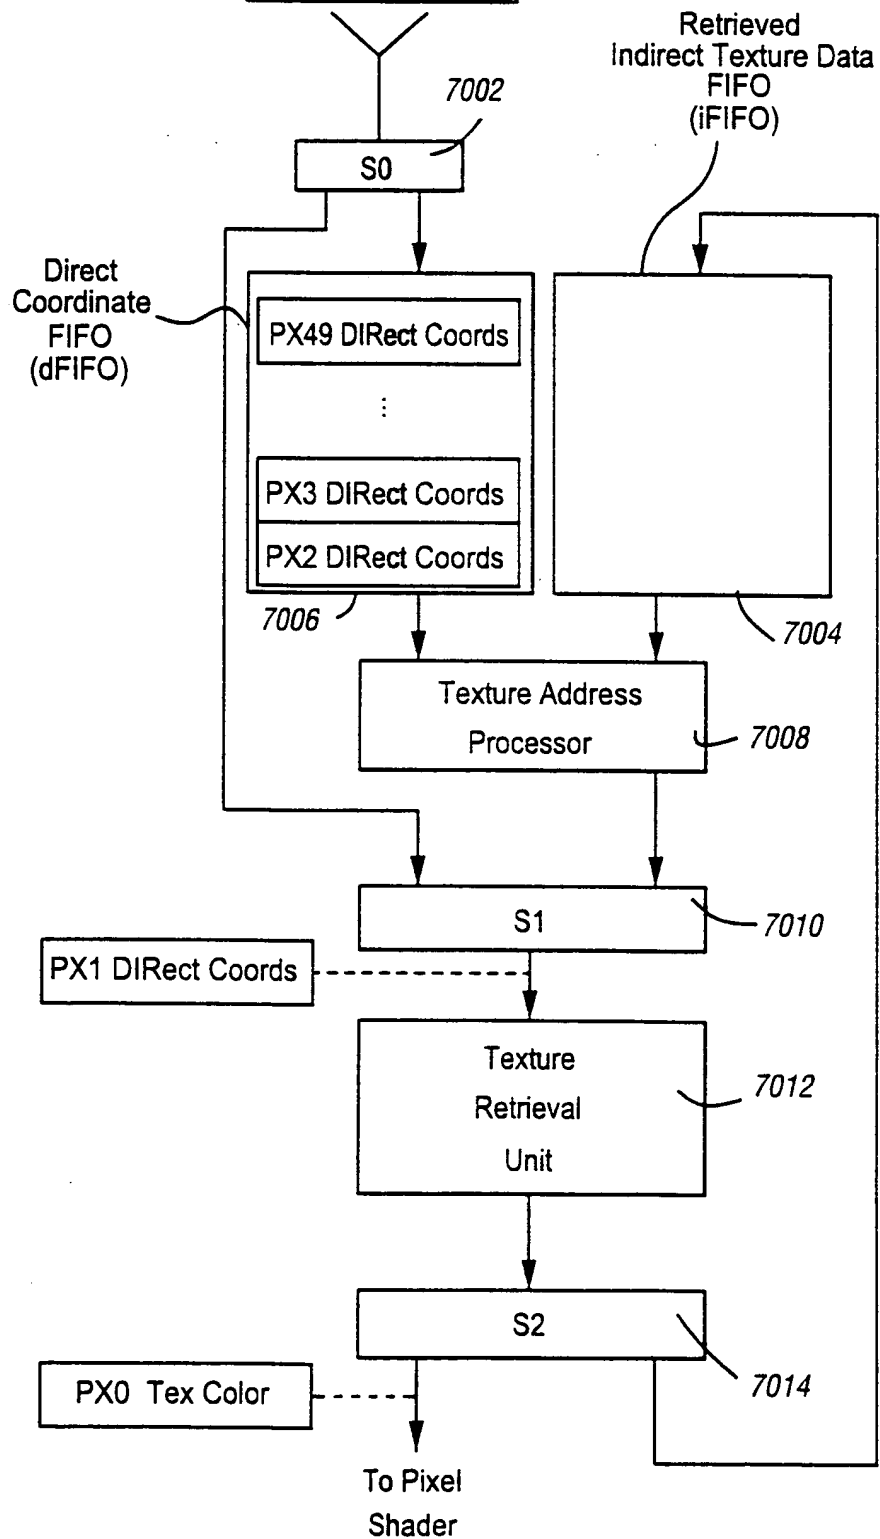 Retrieved
Indirect Texture Data
FIFO
(iFIFO)
7002
S0
Direct
Coordinate
FIFO
(dFIFO)
PX49 DIRect Coords
⋮
PX3 DIRect Coords
PX2 DIRect Coords
7006
7004
Texture Address
Processor
7008
S1
7010
PX1 DIRect Coords
Texture
Retrieval
Unit
7012
S2
7014
PX0 Tex Color
To Pixel
Shader